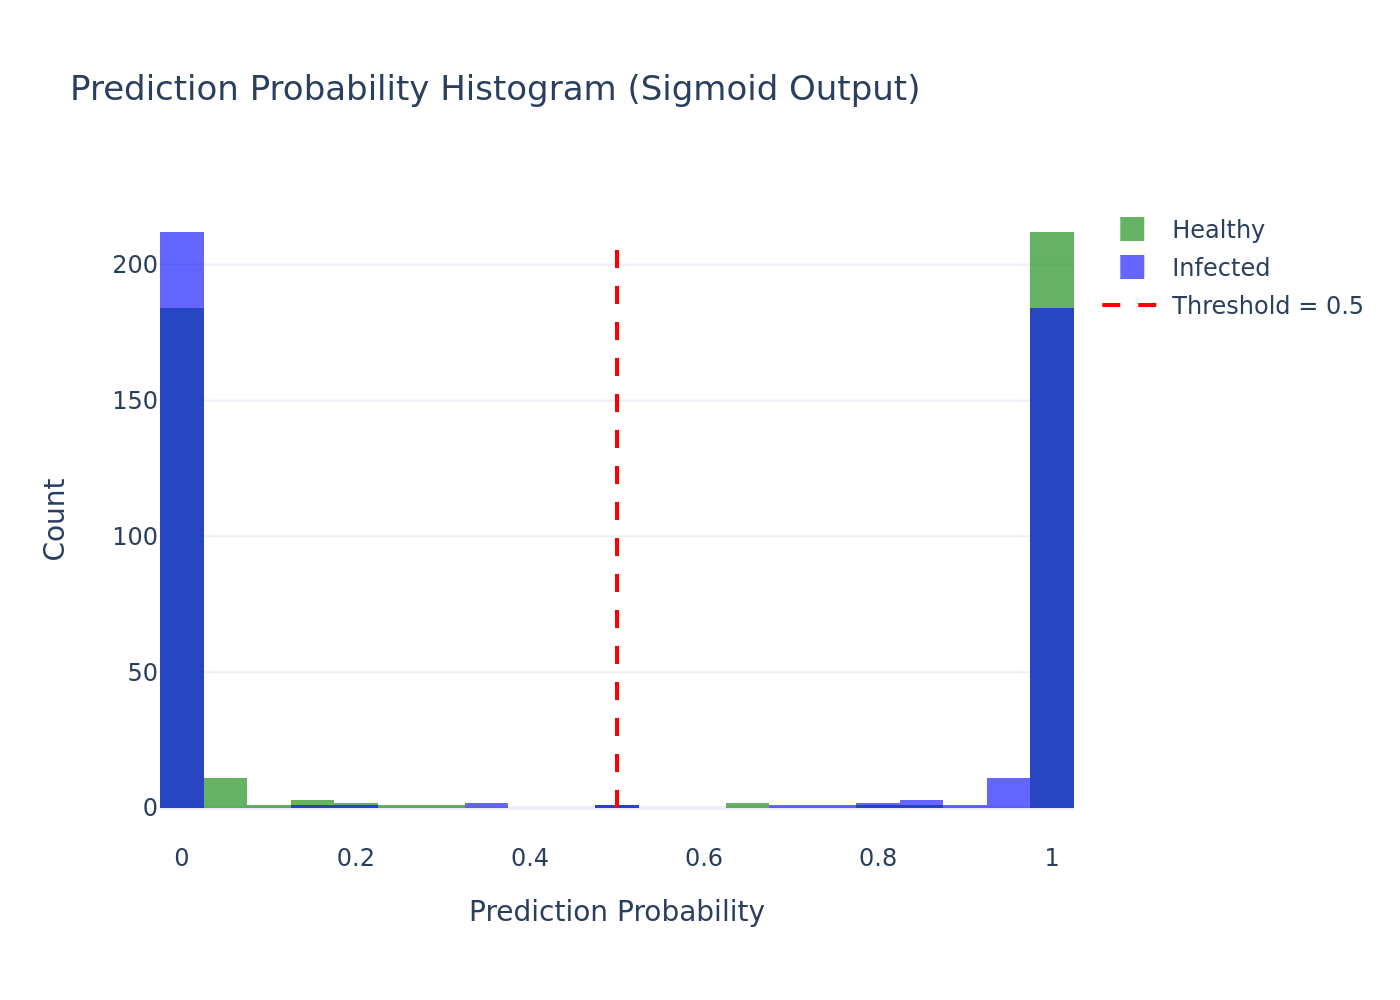 Prediction Probability Histogram (Sigmoid Output)
Healthy
Infected
Threshold = 0.5
Count
200
150
100
50
0
0 0.2 0.4 0.6 0.8 1
Prediction Probability